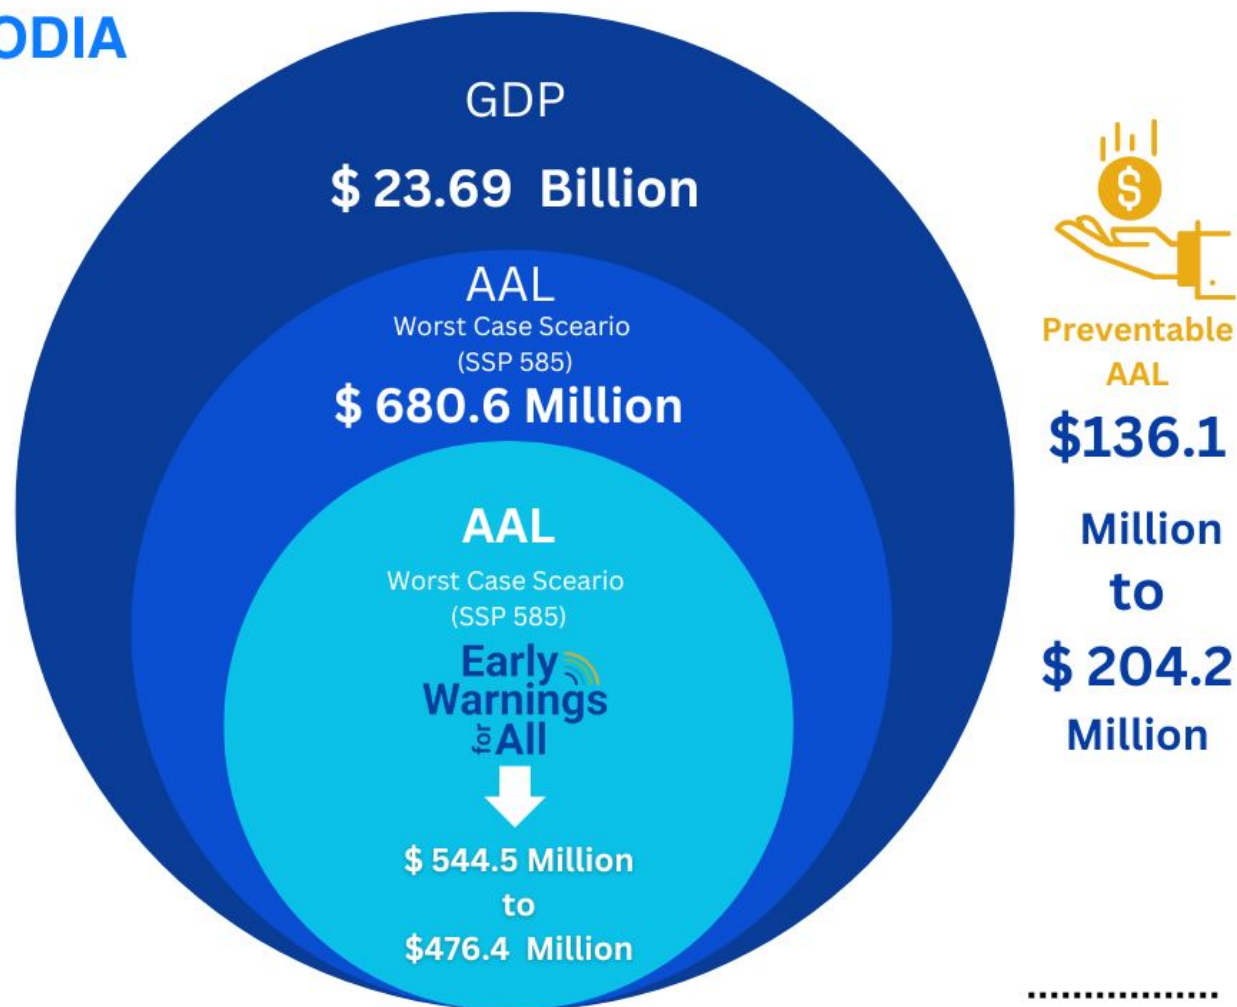 ODIA
GDP
$ 23.69 Billion
AAL
Worst Case Sceario
(SSP 585)
$ 680.6 Million
AAL
Worst Case Sceario
(SSP 585)
Early
Warnings
for All
$ 544.5 Million
to
$476.4 Million
$
Preventable
AAL
$136.1
Million
to
$ 204.2
Million